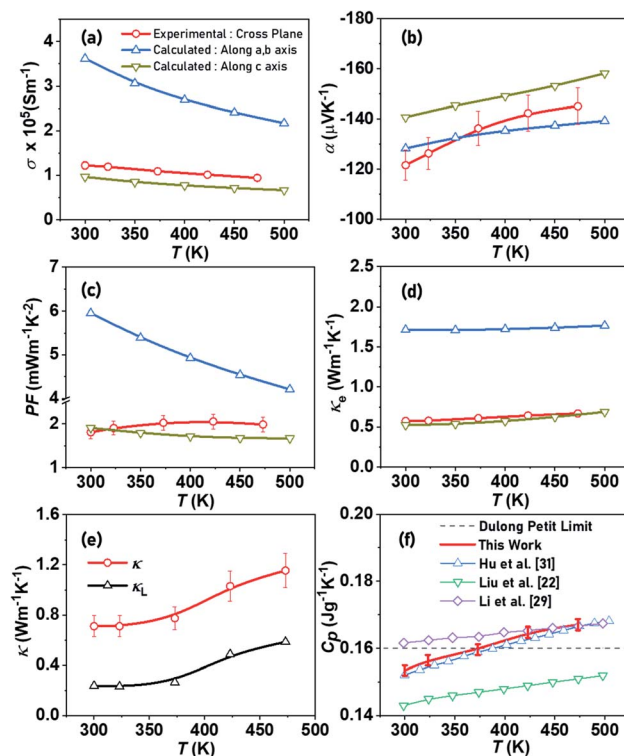 (a)
Experimental : Cross Plane
Calculated : Along a,b axis
Calculated : Along c axis
σ x 10⁵(Sm⁻¹)
5
4
3
2
1
0
300 350 400 450 500
T (K)
(b)
α (μVK⁻¹)
-160
-140
-120
-100
300 350 400 450 500
T (K)
(c)
PF (mWm⁻¹K⁻²)
7
6
5
4
2
1
300 350 400 450 500
T (K)
(d)
κe (Wm⁻¹K⁻¹)
2.5
2.0
1.5
1.0
0.5
0.0
300 350 400 450 500
T (K)
(e)
κ
κL
κ (Wm⁻¹K⁻¹)
1.6
1.2
0.8
0.4
0.0
300 350 400 450 500
T (K)
(f)
Dulong Petit Limit
This Work
Hu et al. [31]
Liu et al. [22]
Li et al. [29]
Cp (Jg⁻¹K⁻¹)
0.20
0.18
0.16
0.14
300 350 400 450 500
T (K)